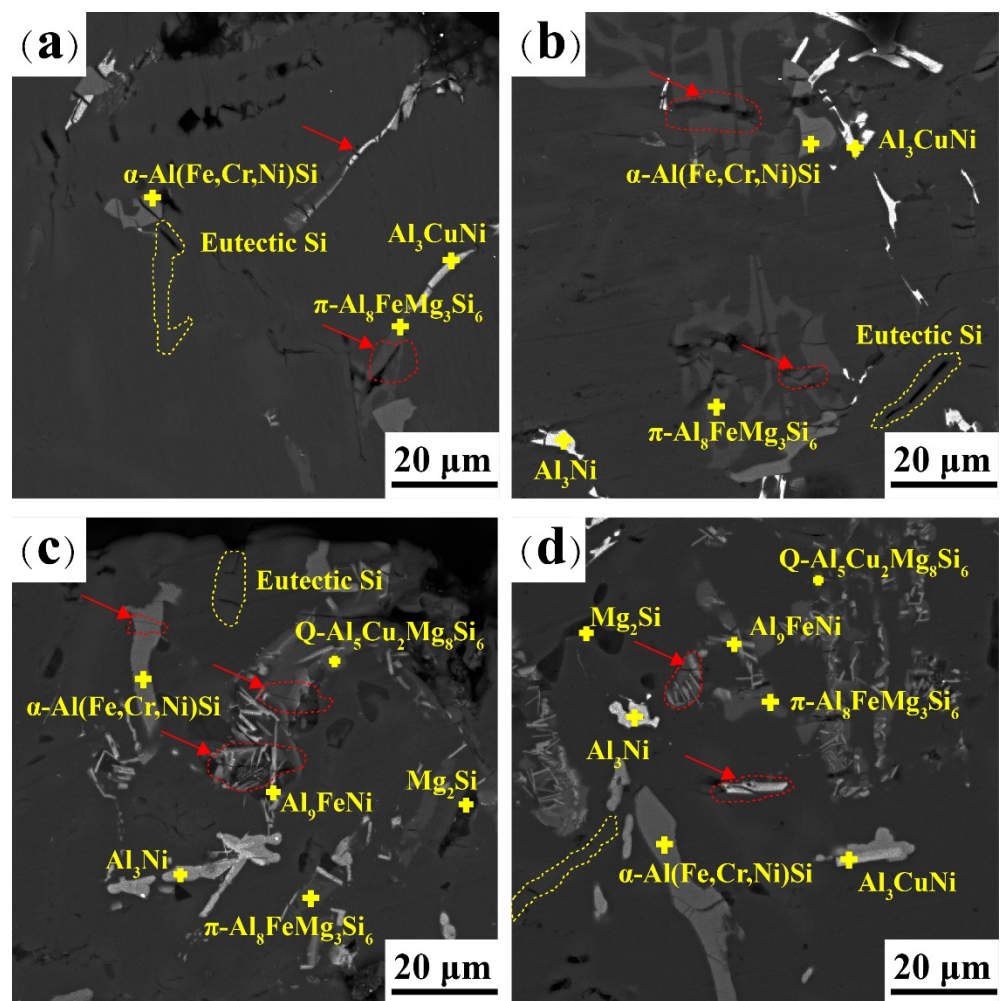 (a)
α-Al(Fe,Cr,Ni)Si
Eutectic Si
Al₃CuNi
π-Al₈FeMg₃Si₆
20 μm
(b)
Al₃CuNi
α-Al(Fe,Cr,Ni)Si
Eutectic Si
π-Al₈FeMg₃Si₆
Al₃Ni
20 μm
(c)
Eutectic Si
Q-Al₅Cu₂Mg₈Si₆
α-Al(Fe,Cr,Ni)Si
Mg₂Si
Al₉FeNi
Al₃Ni
π-Al₈FeMg₃Si₆
20 μm
(d)
Q-Al₅Cu₂Mg₈Si₆
Mg₂Si
Al₉FeNi
π-Al₈FeMg₃Si₆
Al₃Ni
α-Al(Fe,Cr,Ni)Si
Al₃CuNi
20 μm